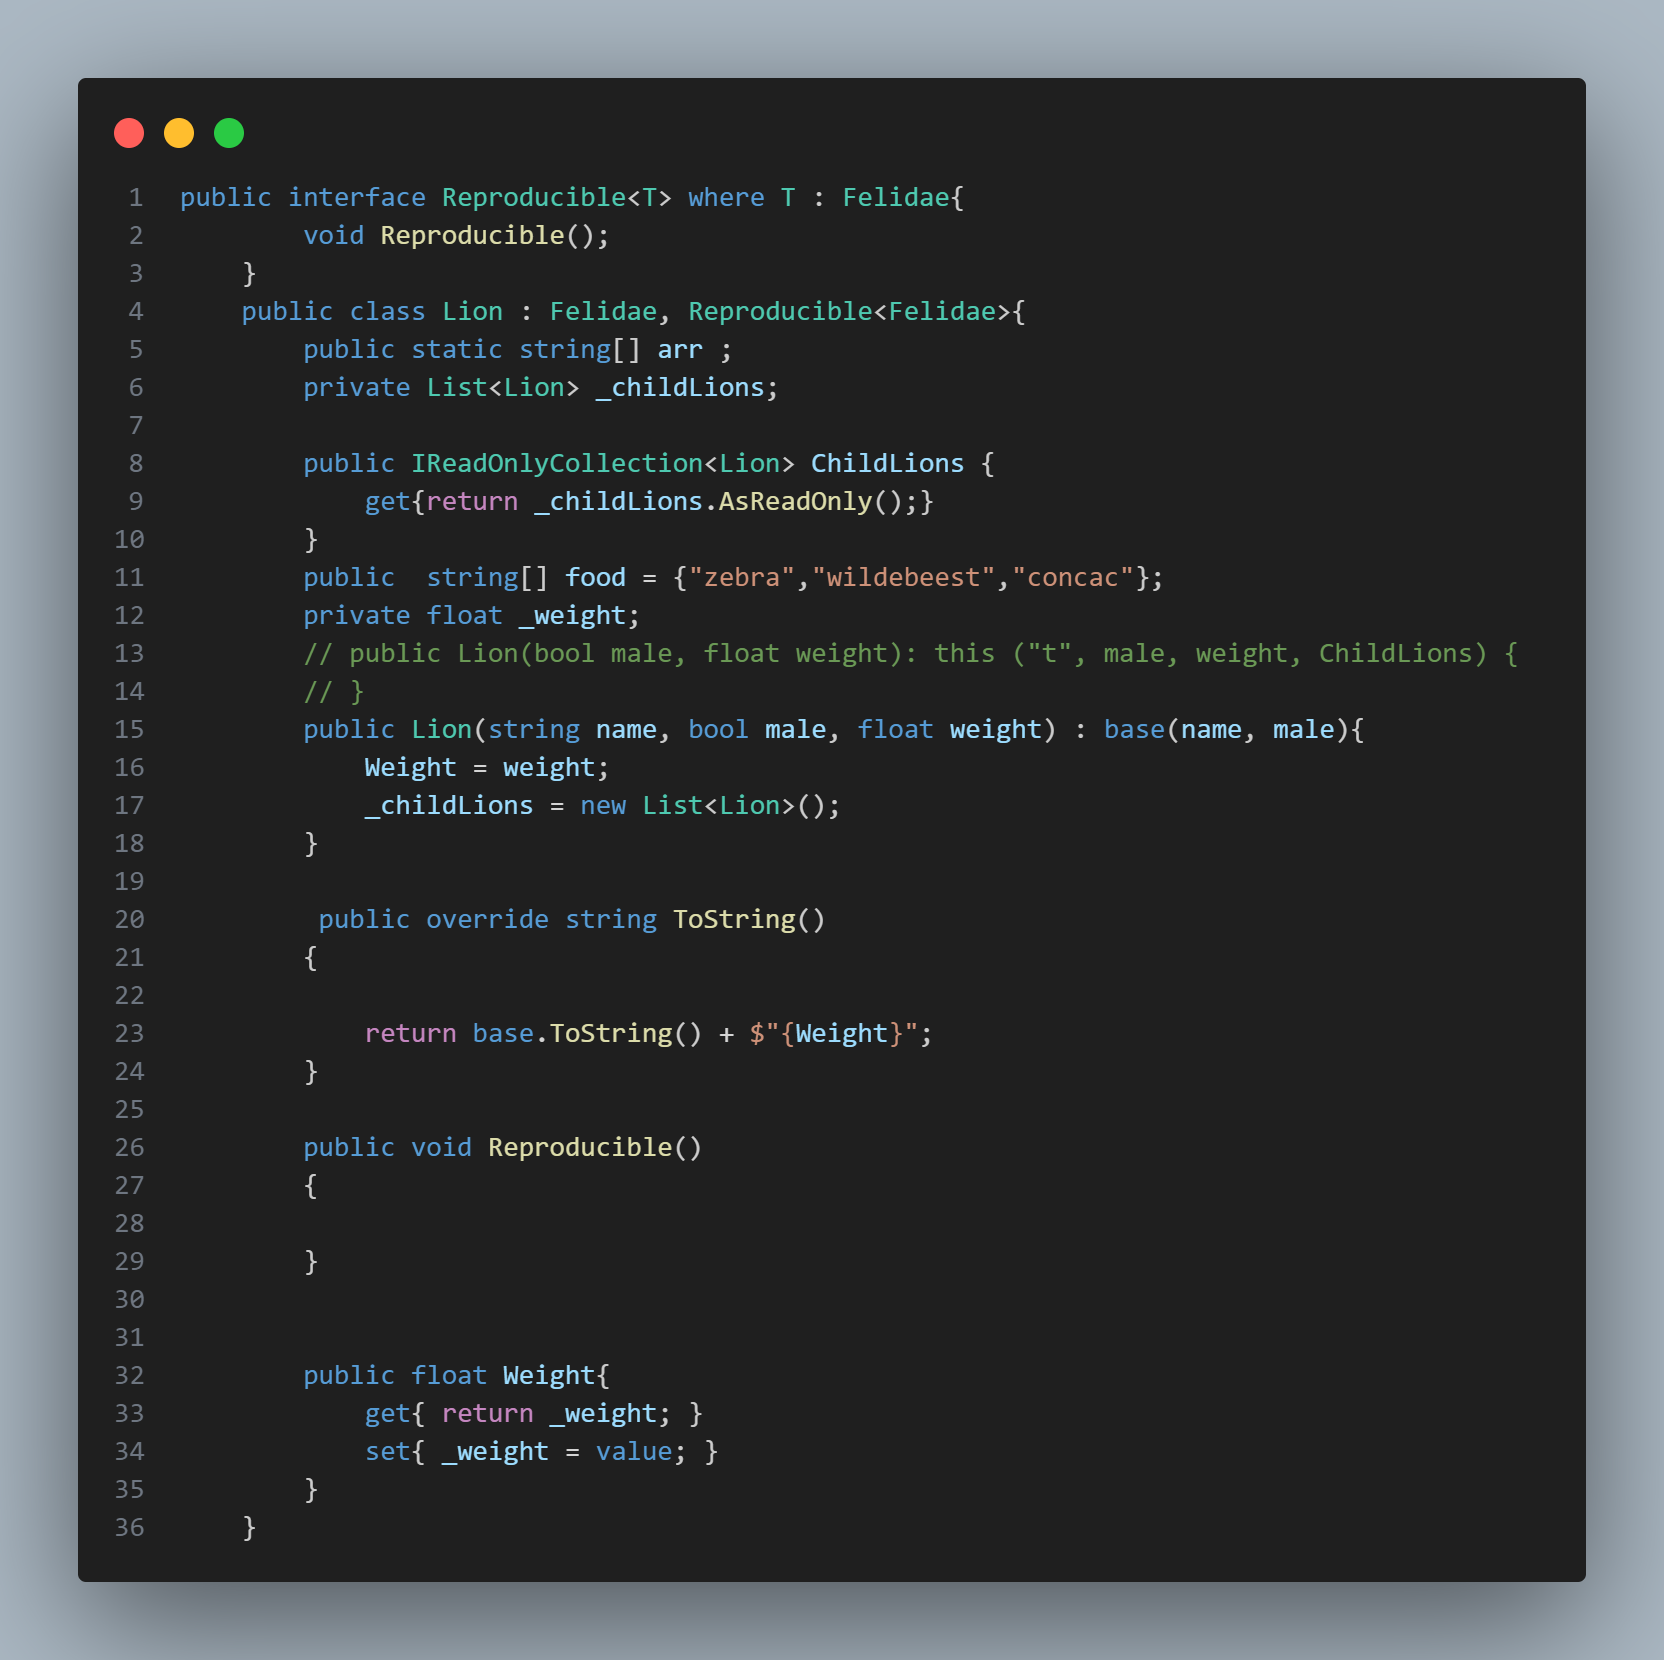 1 public interface Reproducible<T> where T : Felidae{
2         void Reproducible();
3     }
4     public class Lion : Felidae, Reproducible<Felidae>{
5         public static string[] arr ;
6         private List<Lion> _childLions;
7
8         public IReadOnlyCollection<Lion> ChildLions {
9             get{return _childLions.AsReadOnly();}
10         }
11         public  string[] food = {"zebra","wildebeest","concac"};
12         private float _weight;
13         // public Lion(bool male, float weight): this ("t", male, weight, ChildLions) {
14         // }
15         public Lion(string name, bool male, float weight) : base(name, male){
16             Weight = weight;
17             _childLions = new List<Lion>();
18         }
19
20          public override string ToString()
21         {
22
23             return base.ToString() + $"{Weight}";
24         }
25
26         public void Reproducible()
27         {
28
29         }
30
31
32         public float Weight{
33             get{ return _weight; }
34             set{ _weight = value; }
35         }
36     }